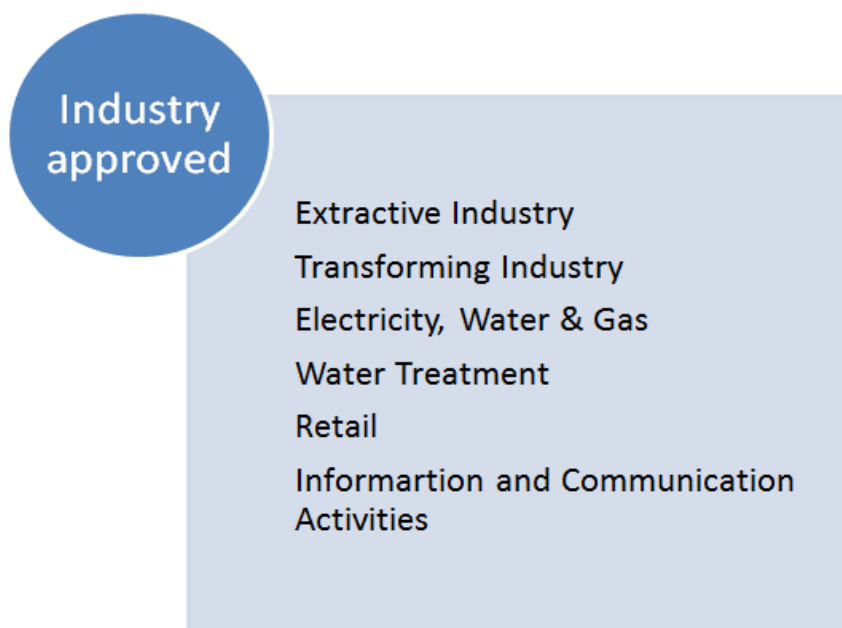 Industry
approved
Extractive Industry
Transforming Industry
Electricity, Water & Gas
Water Treatment
Retail
Informartion and Communication
Activities